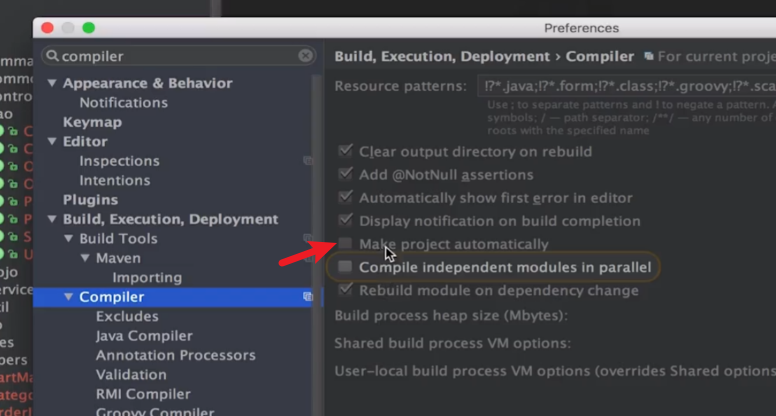 Preferences
compiler
Appearance & Behavior
Notifications
Keymap
Editor
Inspections
Intentions
Plugins
Build, Execution, Deployment
Build Tools
Maven
Importing
Compiler
Excludes
Java Compiler
Annotation Processors
Validation
RMI Compiler
Groovy Compiler
Build, Execution, Deployment › Compiler For current proje
Resource patterns: !?*.java;!?*.form;!?*.class;!?*.groovy;!?*.sca
Use ; to separate patterns and ! to negate a pattern. A
symbols; / — path separator; /**/ — any number of
roots with the specified name
Clear output directory on rebuild
Add @NotNull assertions
Automatically show first error in editor
Display notification on build completion
Make project automatically
Compile independent modules in parallel
Rebuild module on dependency change
Build process heap size (Mbytes):
Shared build process VM options:
User-local build process VM options (overrides Shared options